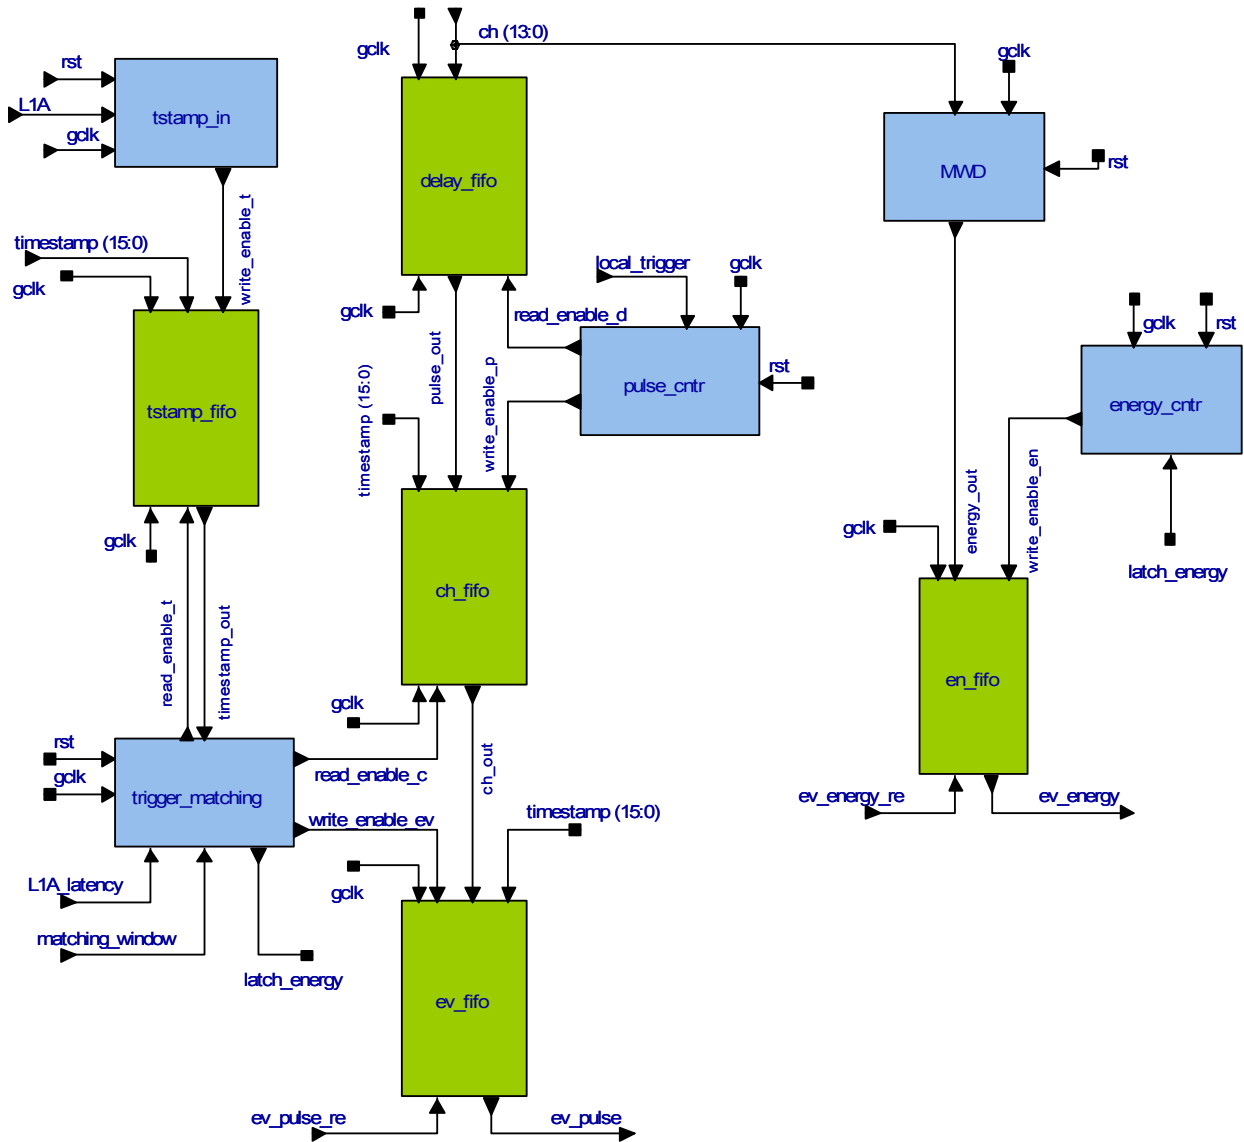 ch (13:0)
gclk
gclk
rst
L1A
gclk
tstamp_in
delay_fifo
MWD
rst
write_enable_t
timestamp (15:0)
gclk
local_trigger
gclk
gclk
read_enable_d
pulse_out
rst
pulse_cntr
timestamp (15:0)
write_enable_p
gclk
rst
energy_cntr
tstamp_fifo
gclk
energy_out
write_enable_en
gclk
latch_energy
ch_fifo
read_enable_t
timestamp_out
en_fifo
gclk
rst
gclk
trigger_matching
read_enable_c
ch_out
write_enable_ev
timestamp (15:0)
ev_energy_re
ev_energy
gclk
L1A_latency
matching_window
latch_energy
ev_fifo
ev_pulse_re
ev_pulse